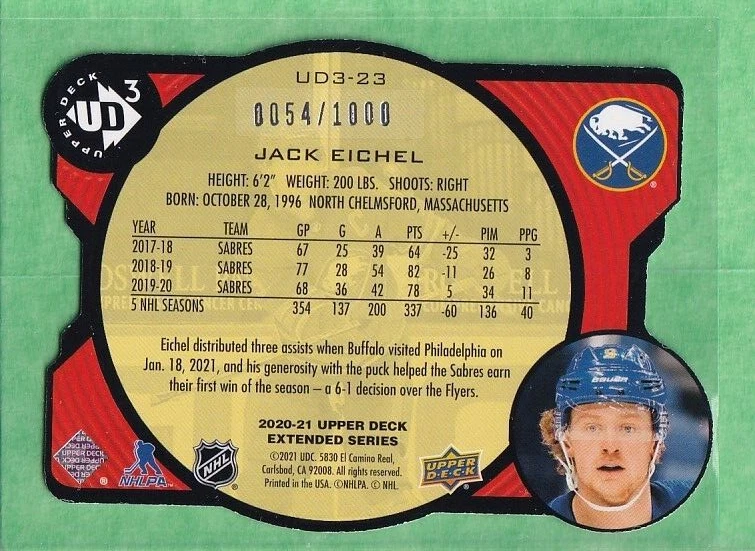 UPPER DECK
UD3
UD3-23
0054/1000
JACK EICHEL
HEIGHT: 6'2" WEIGHT: 200 LBS. SHOOTS: RIGHT
BORN: OCTOBER 28, 1996 NORTH CHELMSFORD, MASSACHUSETTS
YEAR TEAM GP G A PTS +/- PIM PPG
2017-18 SABRES 67 25 39 64 -25 32 3
2018-19 SABRES 77 28 54 82 -11 26 8
2019-20 SABRES 68 36 42 78 5 34 11
5 NHL SEASONS 354 137 200 337 -60 136 40
Eichel distributed three assists when Buffalo visited Philadelphia on
Jan. 18, 2021, and his generosity with the puck helped the Sabres earn
their first win of the season – a 6-1 decision over the Flyers.
2020-21 UPPER DECK
EXTENDED SERIES
©2021 UDC. 5830 El Camino Real,
Carlsbad, CA 92008. All rights reserved.
Printed in the USA. ©NHLPA. © NHL.
®
NHLPA™
NHL
®
UPPER
DECK
®
BAUER